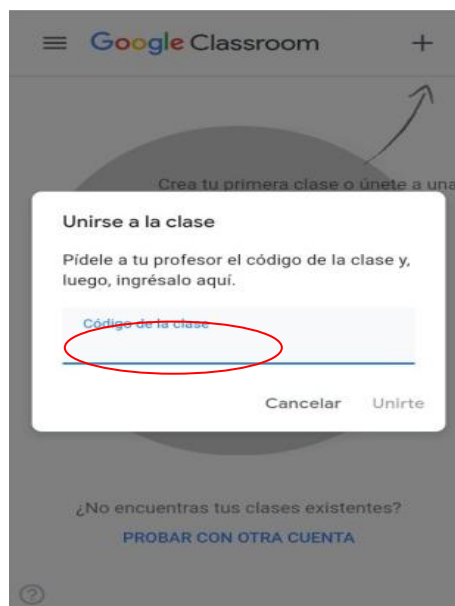 Google Classroom
Crea tu primera clase o únete a una
Unirse a la clase
Pídele a tu profesor el código de la clase y,
luego, ingrésalo aquí.
Código de la clase
Cancelar Unirte
¿No encuentras tus clases existentes?
PROBAR CON OTRA CUENTA
?